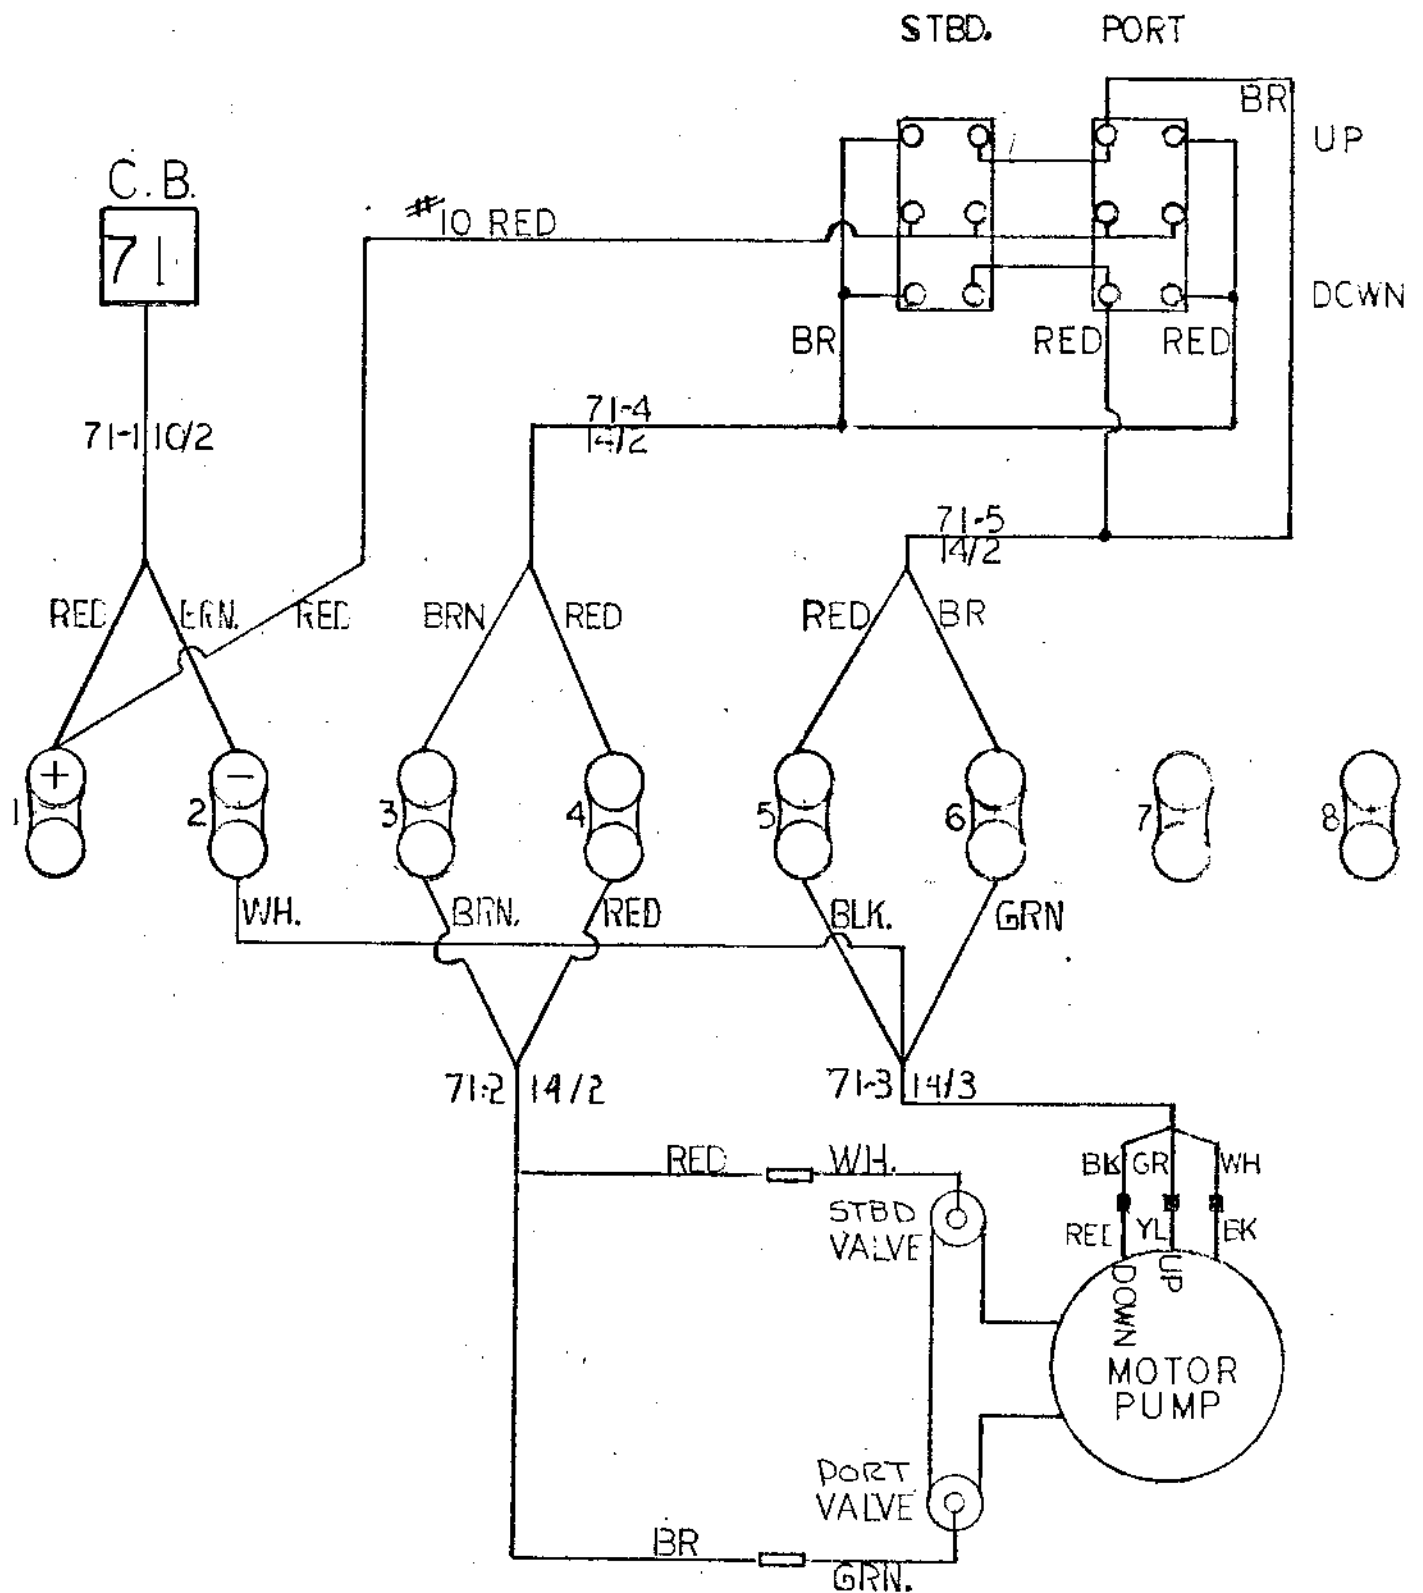 STBD. PORT
BR
UP
C.B.
71
#10 RED
DCWN
BR
RED RED
71-4
14/2
71-1 10/2
71-5
14/2
RED BRN. RED
BRN RED
RED BR
+ -
1 2 3 4 5 6 7 8
WH. BRN. RED BLK. GRN
71-2 14/2
71-3 14/3
RED WH.
BK GR WH
STBD
VALVE
RED YL BK
DOWN UP
MOTOR
PUMP
PORT
VALVE
BR
GRN.